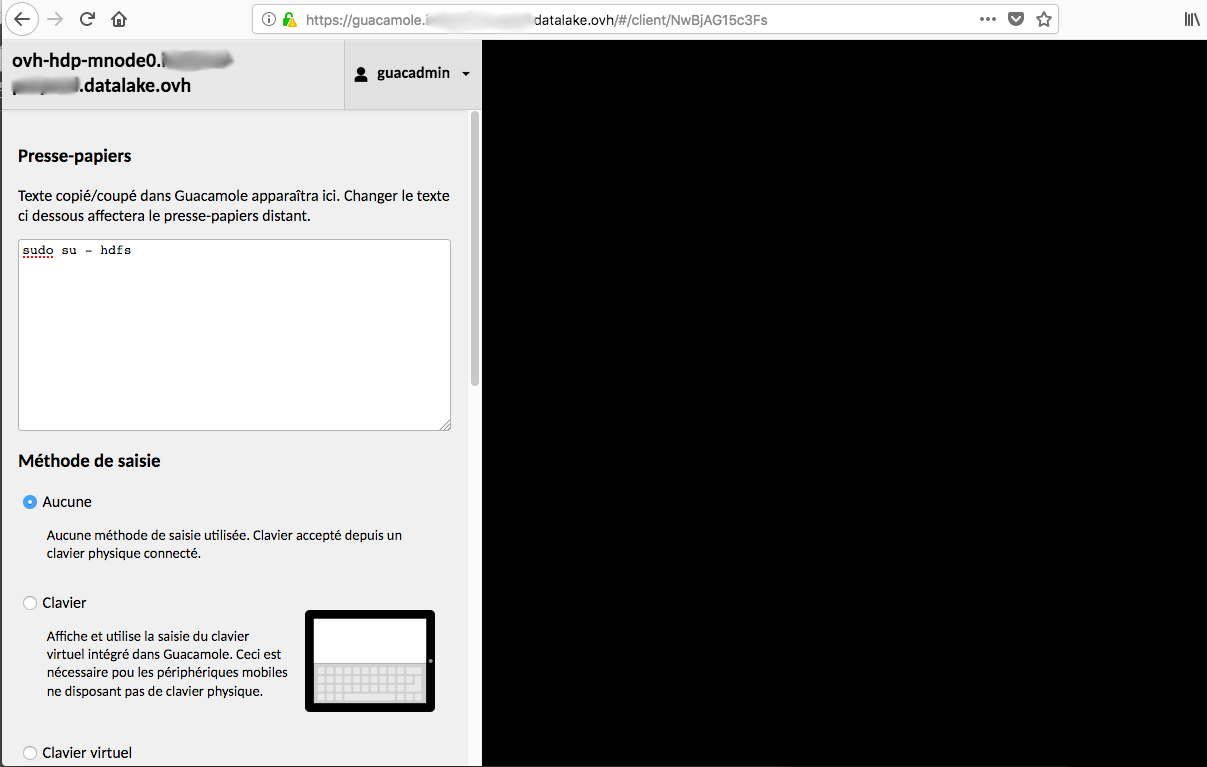 https://guacamole.
datalake.ovh/#/client/NwBjAG15c3Fs
ovh-hdp-mnode0.
.datalake.ovh
guacadmin
Presse-papiers
Texte copié/coupé dans Guacamole apparaîtra ici. Changer le texte
ci dessous affectera le presse-papiers distant.
sudo su - hdfs
Méthode de saisie
Aucune
Aucune méthode de saisie utilisée. Clavier accepté depuis un
clavier physique connecté.
Clavier
Affiche et utilise la saisie du clavier
virtuel intégré dans Guacamole. Ceci est
nécessaire pou les périphériques mobiles
ne disposant pas de clavier physique.
Clavier virtuel